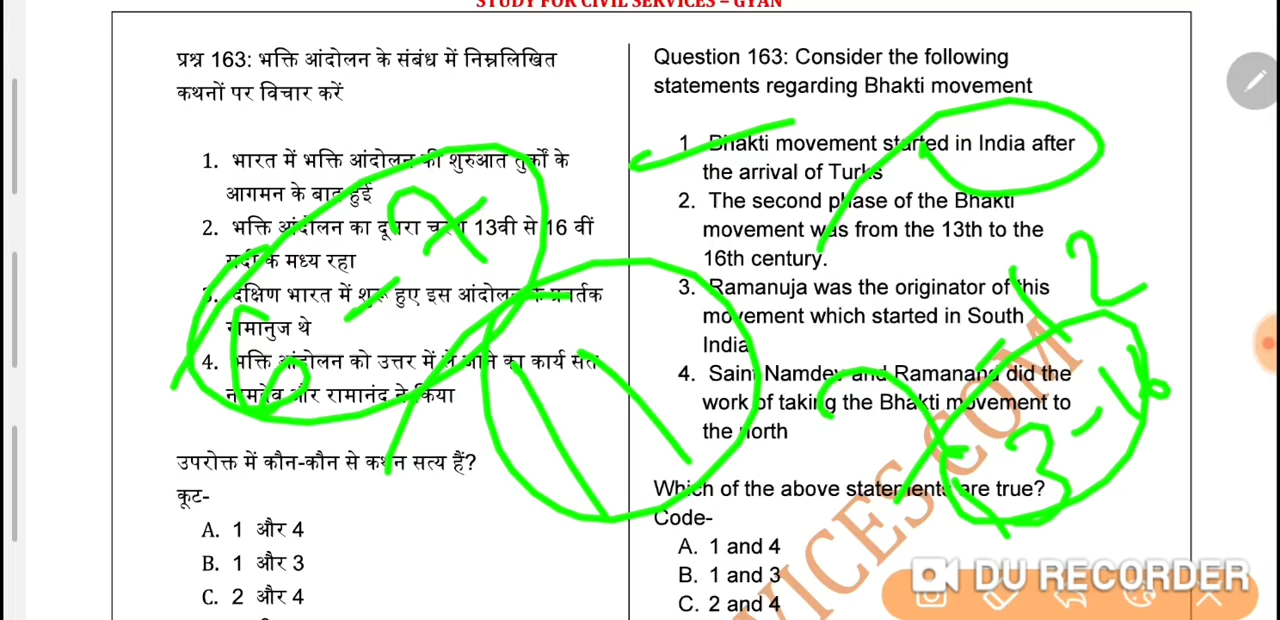 STUDY FOR CIVIL SERVICES – GYAN
प्रश्न 163: भक्ति आंदोलन के संबंध में निम्नलिखित
कथनों पर विचार करें
1. भारत में भक्ति आंदोलन की शुरुआत तुर्कों के
आगमन के बाद हुई
2. भक्ति आंदोलन का दूसरा चरण 13वी से 16 वीं
सदी के मध्य रहा
3. दक्षिण भारत में शुरू हुए इस आंदोलन के प्रवर्तक
रामानुज थे
4. भक्ति आंदोलन को उत्तर में ले जाने का कार्य संत
नामदेव और रामानंद ने किया
उपरोक्त में कौन-कौन से कथन सत्य हैं?
कूट-
A. 1 और 4
B. 1 और 3
C. 2 और 4
Question 163: Consider the following
statements regarding Bhakti movement
1. Bhakti movement started in India after
the arrival of Turks
2. The second phase of the Bhakti
movement was from the 13th to the
16th century.
3. Ramanuja was the originator of this
movement which started in South
India
4. Saint Namdev and Ramanand did the
work of taking the Bhakti movement to
the north
Which of the above statements are true?
Code-
A. 1 and 4
B. 1 and 3
C. 2 and 4
VICES.COM
DU RECORDER